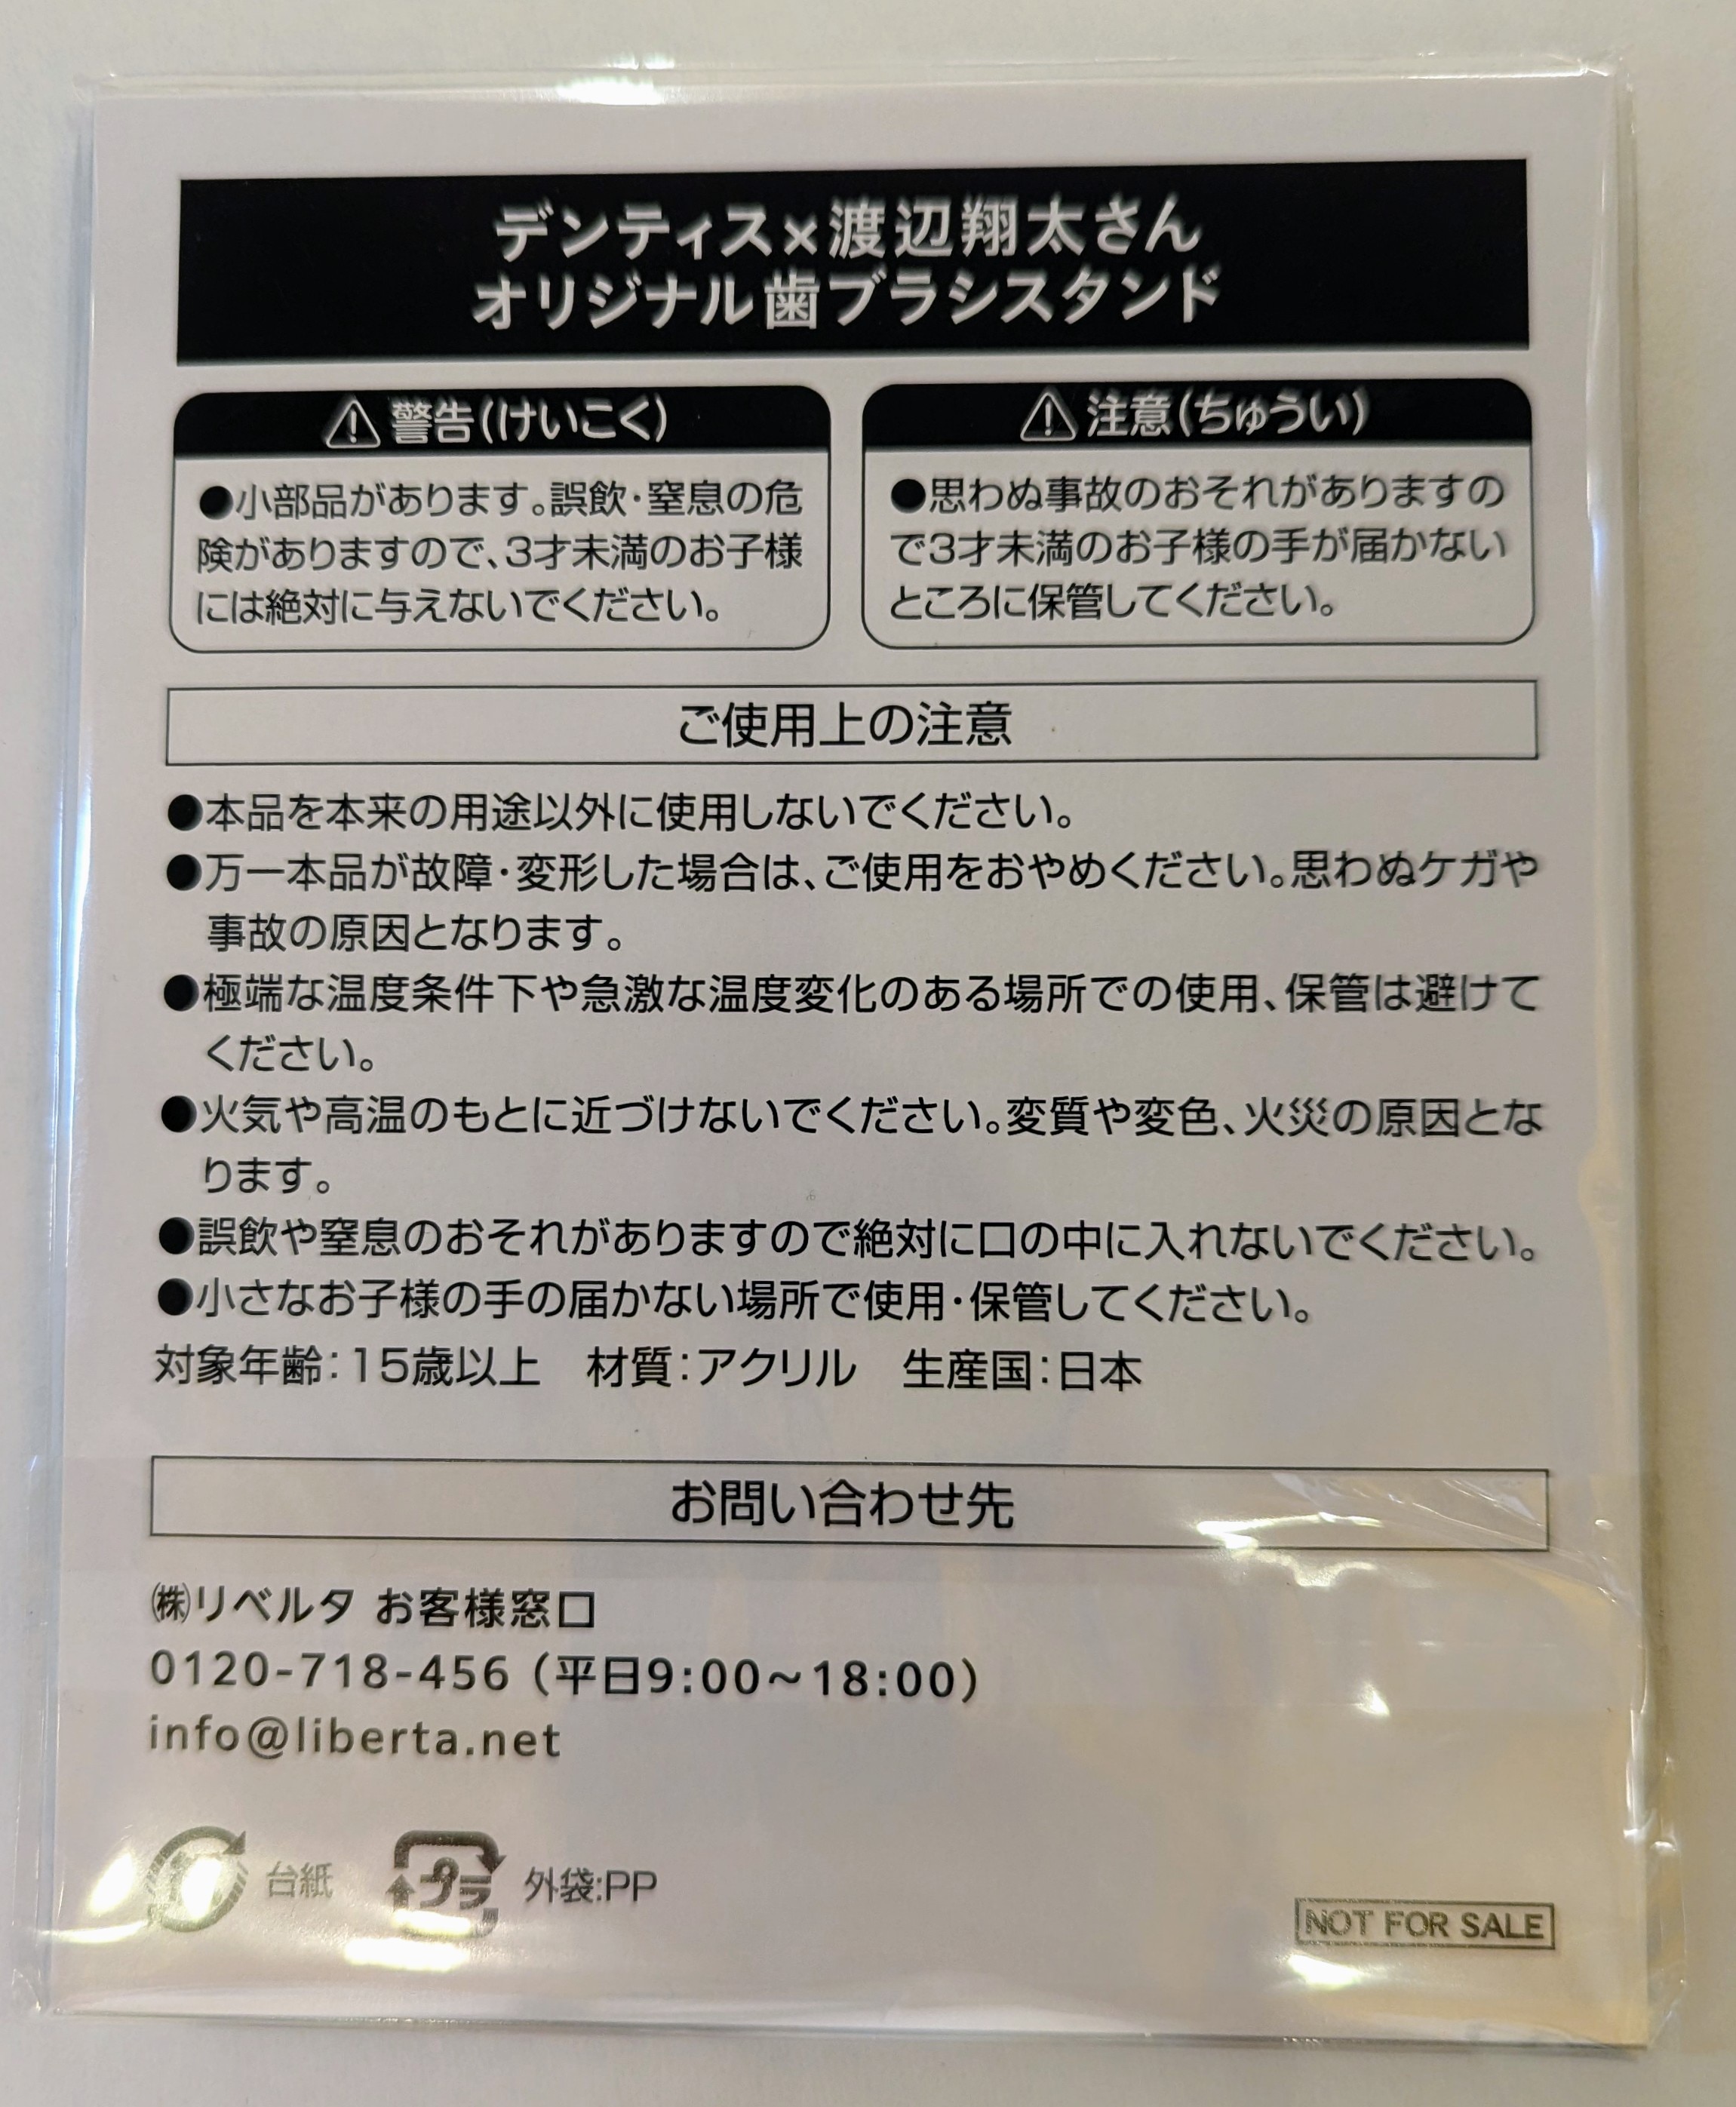 デンティス×渡辺翔太さん
オリジナル歯ブラシスタンド
警告(けいこく)
●小部品があります。誤飲・窒息の危
険がありますので、3才未満のお子様
には絶対に与えないでください。
注意(ちゅうい)
●思わぬ事故のおそれがありますの
で3才未満のお子様の手が届かない
ところに保管してください。
ご使用上の注意
●本品を本来の用途以外に使用しないでください。
●万一本品が故障・変形した場合は、ご使用をおやめください。思わぬケガや
事故の原因となります。
●極端な温度条件下や急激な温度変化のある場所での使用、保管は避けて
ください。
●火気や高温のもとに近づけないでください。変質や変色、火災の原因とな
ります。
●誤飲や窒息のおそれがありますので絶対に口の中に入れないでください。
●小さなお子様の手の届かない場所で使用・保管してください。
対象年齢：15歳以上　材質：アクリル　生産国：日本
お問い合わせ先
㈱リベルタ お客様窓口
0120-718-456（平日9:00～18:00）
info@liberta.net
台紙
プラ
外袋:PP
NOT FOR SALE